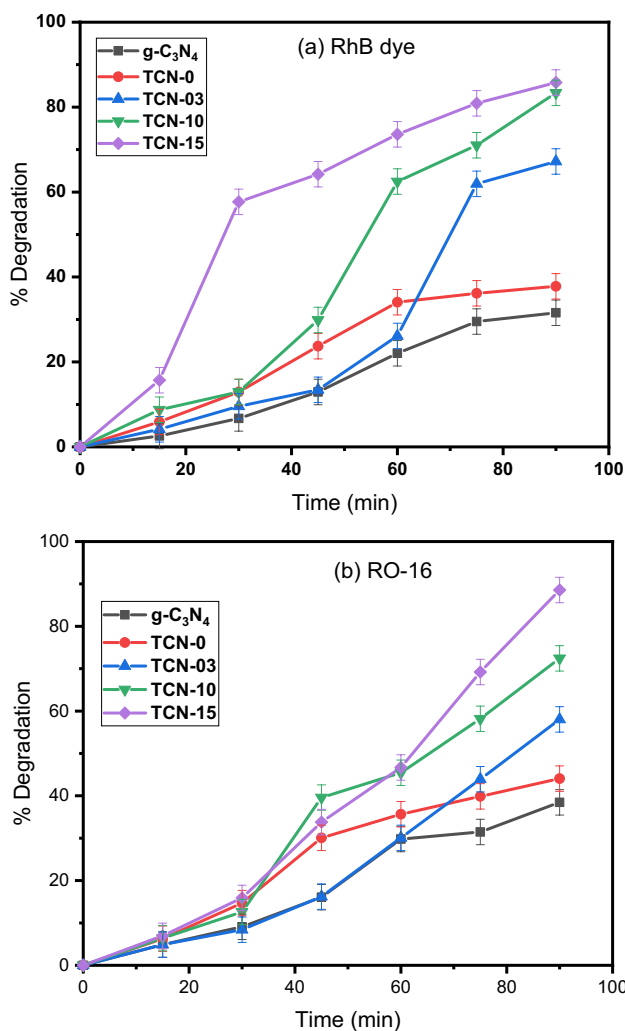 (a) RhB dye
g-C₃N₄
TCN-0
TCN-03
TCN-10
TCN-15
% Degradation
100
80
60
40
20
0
0 20 40 60 80 100
Time (min)
(b) RO-16
g-C₃N₄
TCN-0
TCN-03
TCN-10
TCN-15
% Degradation
100
80
60
40
20
0
0 20 40 60 80 100
Time (min)